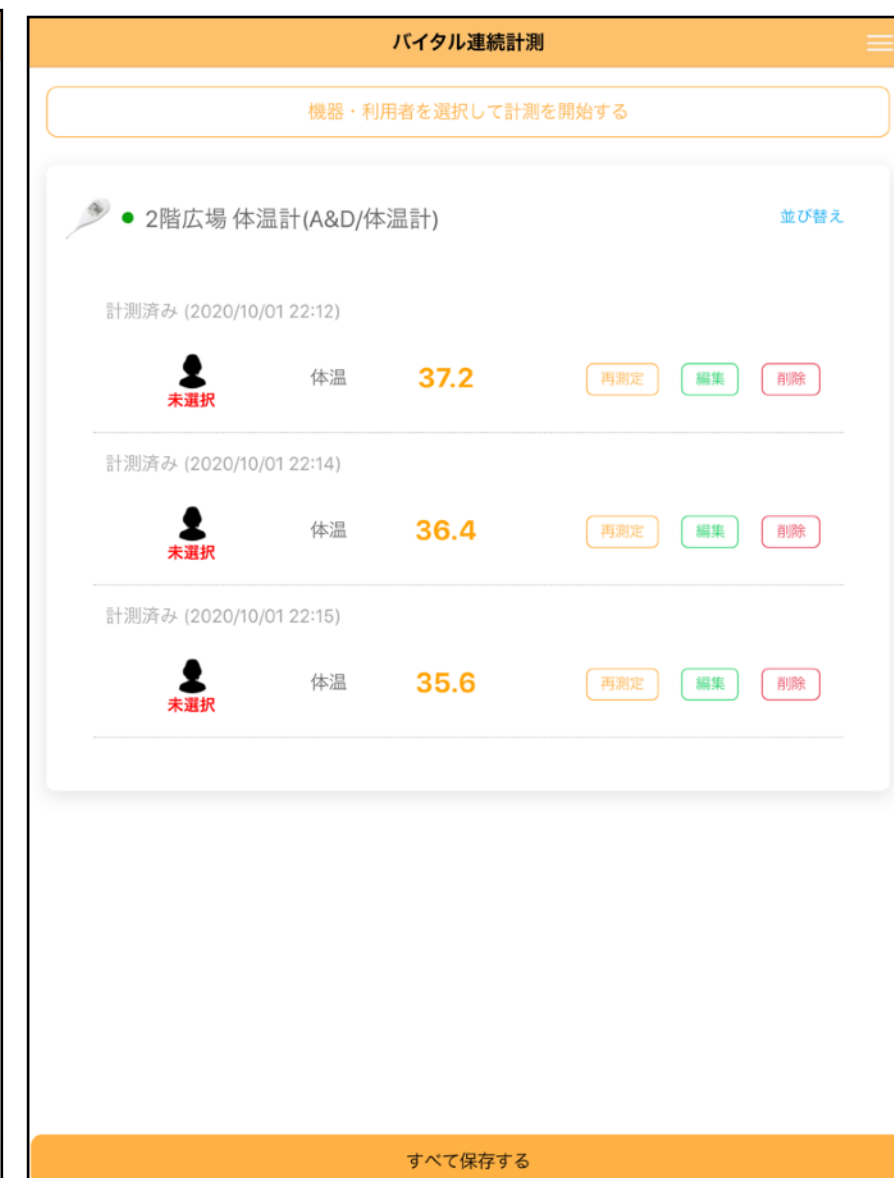 バイタル連続計測
機器・利用者を選択して計測を開始する
2階広場 体温計(A&D/体温計) 並び替え
計測済み (2020/10/01 22:12)
体温 37.2 再測定 編集 削除
未選択
計測済み (2020/10/01 22:14)
体温 36.4 再測定 編集 削除
未選択
計測済み (2020/10/01 22:15)
体温 35.6 再測定 編集 削除
未選択
すべて保存する